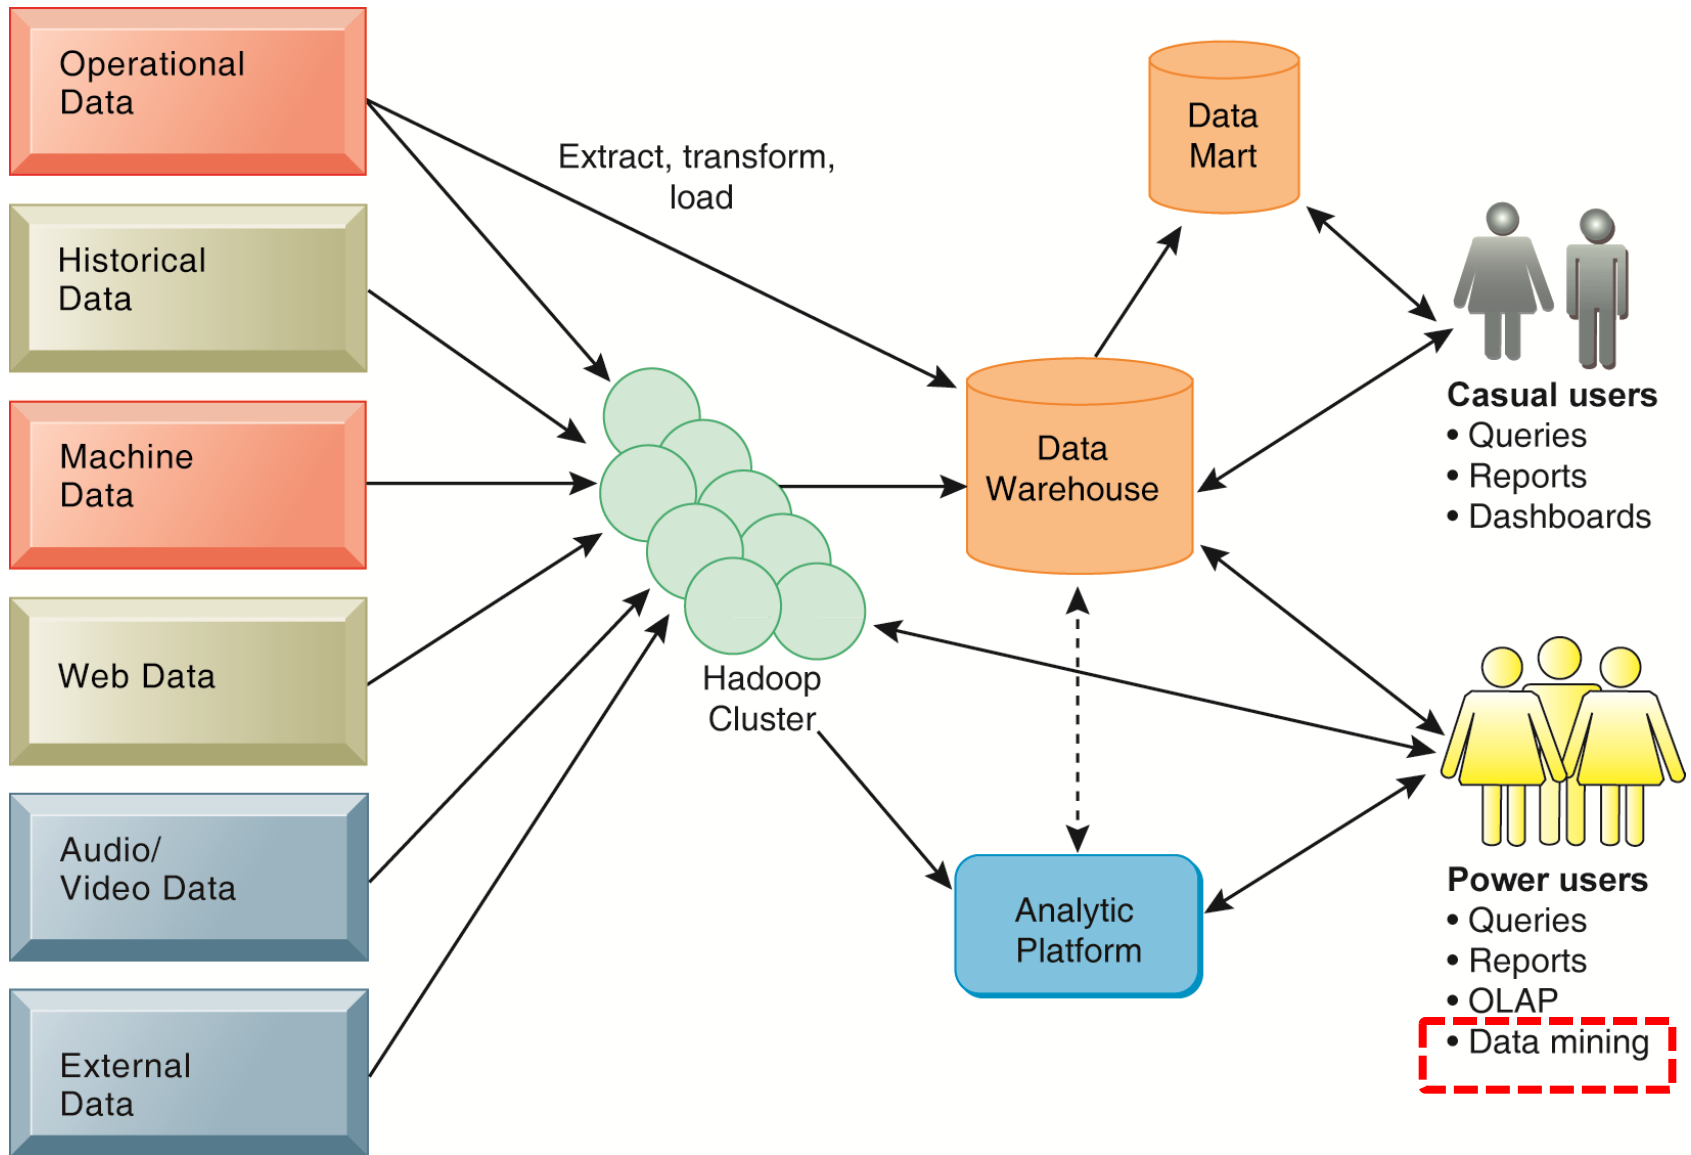 Operational
Data
Historical
Data
Machine
Data
Web Data
Audio/
Video Data
External
Data
Extract, transform,
load
Hadoop
Cluster
Data
Mart
Data
Warehouse
Analytic
Platform
Casual users
• Queries
• Reports
• Dashboards
Power users
• Queries
• Reports
• OLAP
• Data mining